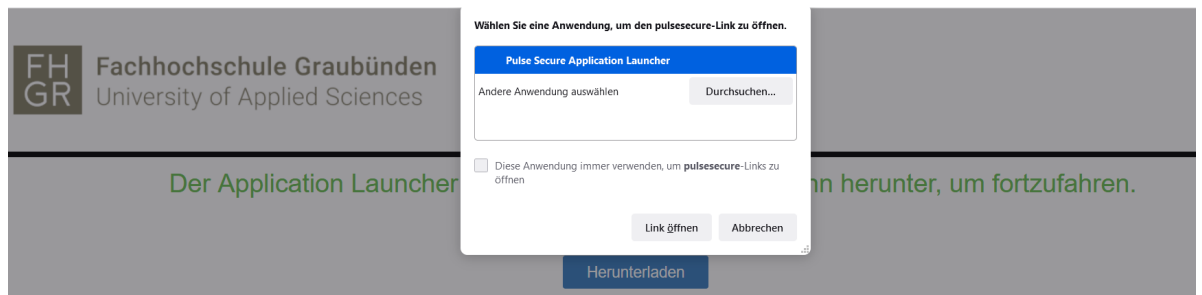 Wählen Sie eine Anwendung, um den pulsesecure-Link zu öffnen.
Pulse Secure Application Launcher
Andere Anwendung auswählen
Durchsuchen...
Diese Anwendung immer verwenden, um pulsesecure-Links zu
öffnen
Link öffnen
Abbrechen
FH
GR
Fachhochschule Graubünden
University of Applied Sciences
Der Application Launcher
herunter, um fortzufahren.
Herunterladen